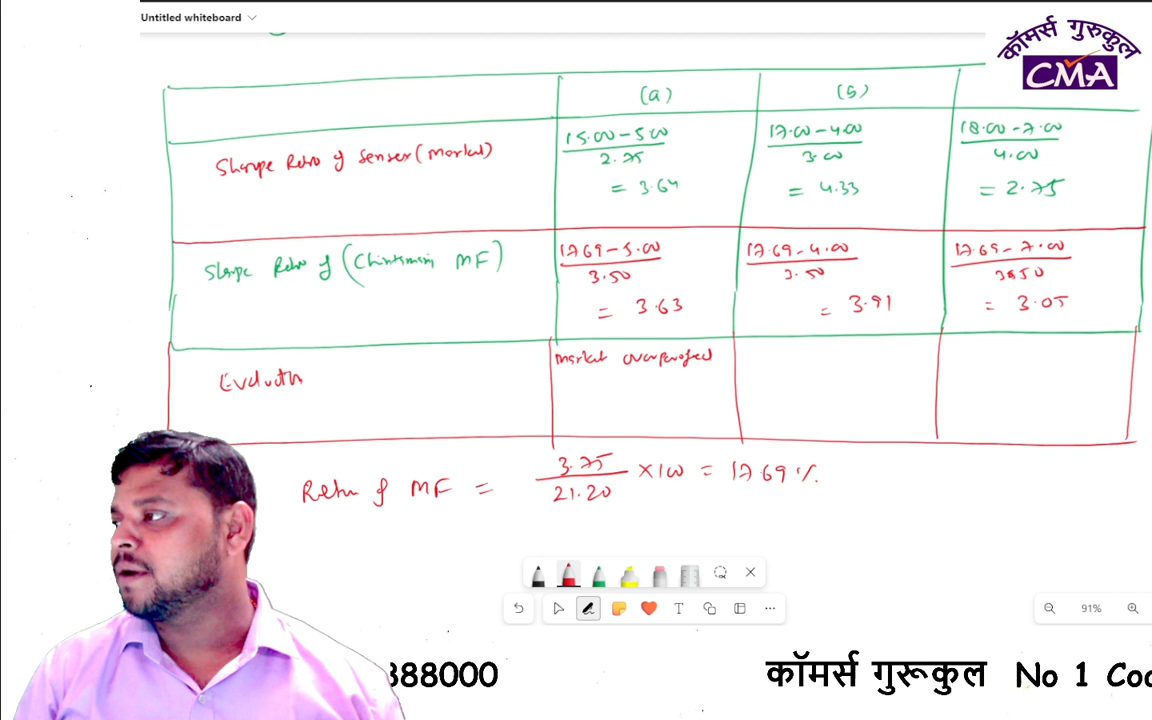 Untitled whiteboard
कॉमर्स गुरुकुल
CMA
(a) (b)
Sharpe Ratio of Sensex (Market)
15.00-5.00
2.75
= 3.64
17.00-4.00
3.00
= 4.33
18.00-7.00
4.00
= 2.75
Sharpe Ratio of (Chintamani MF)
17.69-5.00
3.50
= 3.63
17.69-4.00
3.50
= 3.91
17.69-7.00
3.50
= 3.05
Market
Return of MF = 3.75
21.20
×100 = 17.69%
91%
388000
कॉमर्स गुरूकुल No 1 Coa